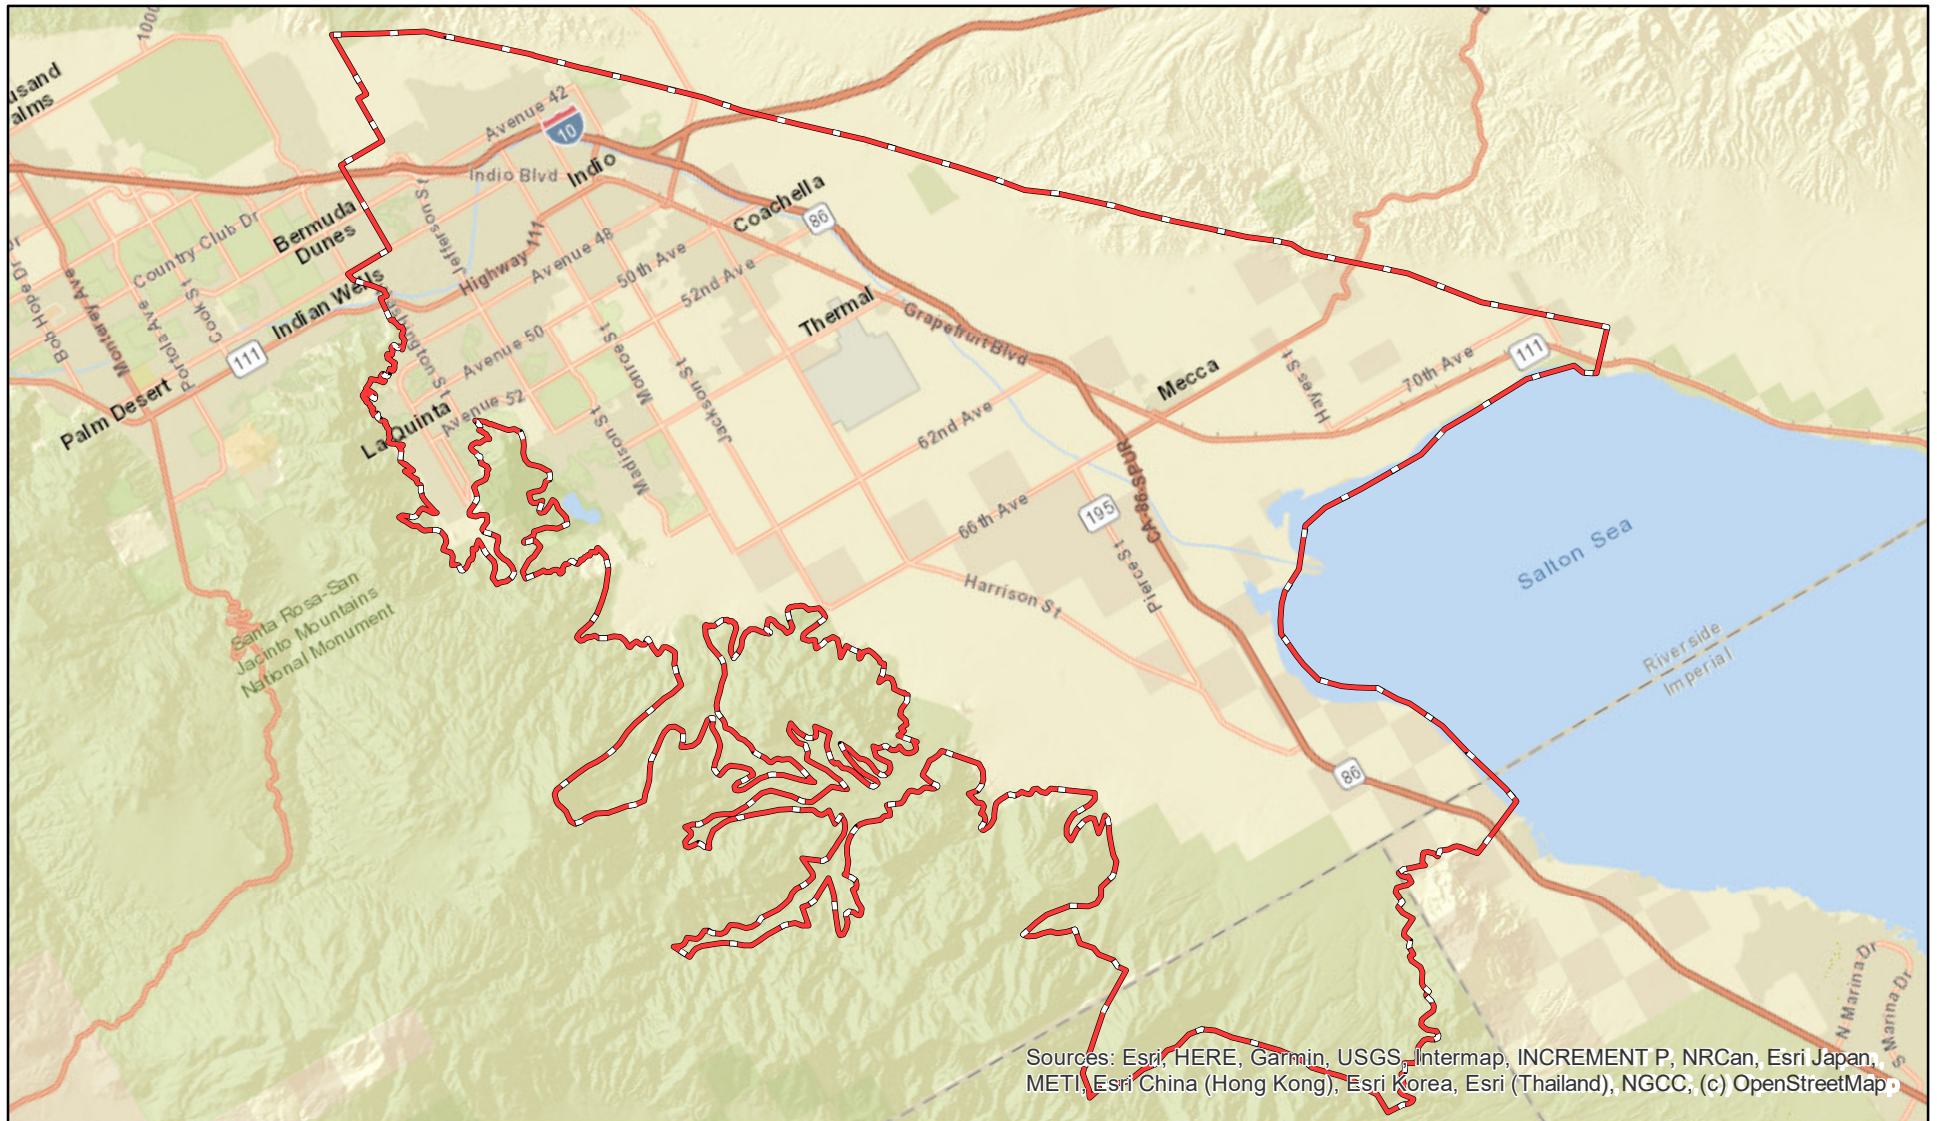 1000
usand
alms
Avenue 42
10
Indio Blvd
Indio
Coachella
86
Bermuda
Dunes
Country Club Dr
Jefferson St
Highway 111
Avenue 48
50th Ave
52nd Ave
Dr
Bob Hope Dr
Monterey Ave
Portola Ave
Cook St
Indian Wells
111
Washington St
Thermal
Grapefruit Blvd
Avenue 50
Avenue 52
Monroe St
Jackson St
Madison St
Palm Desert
La Quinta
62nd Ave
Mecca
Hayes St
70th Ave
111
66th Ave
195
CA-86 SPUR
Pierce St
Harrison St
Salton Sea
Riverside
Imperial
Santa Rosa-San
Jacinto Mountains
National Monument
86
N Marina Dr
S Marina Dr
Sources: Esri, HERE, Garmin, USGS, Intermap, INCREMENT P, NRCan, Esri Japan,
METI, Esri China (Hong Kong), Esri Korea, Esri (Thailand), NGCC, (c) OpenStreetMap